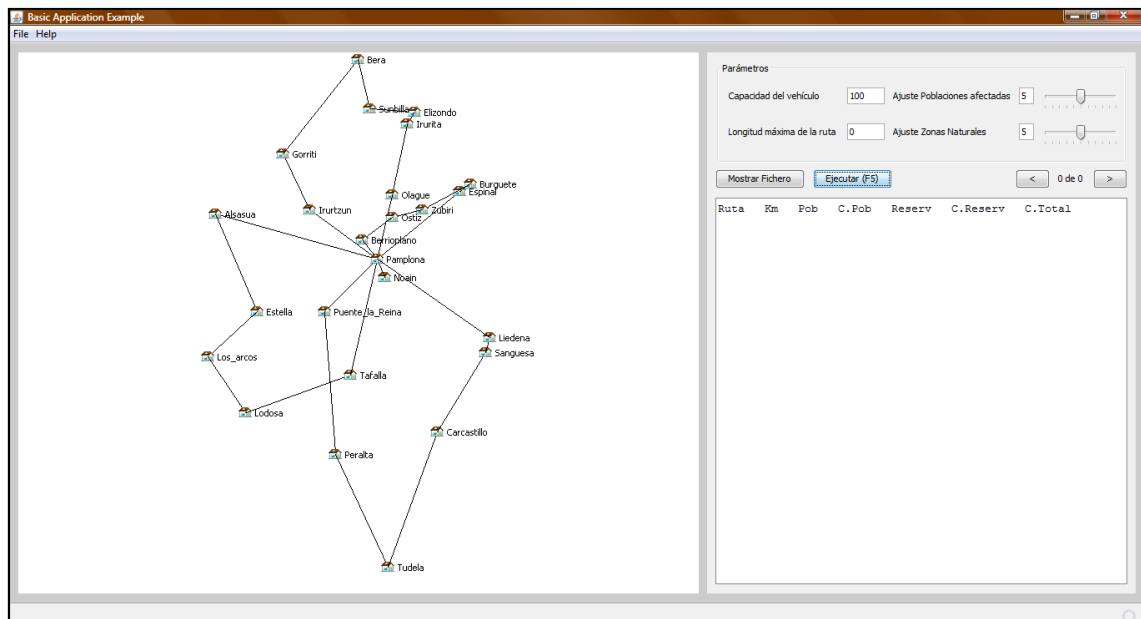 Basic Application Example
File Help
Bera
Sunbilla
Elizondo
Irurita
Gorriti
Burguete
Espinal
Olague
Irurtzun
Zubiri
Alsasua
Ostiz
Berrioplano
Pamplona
Noain
Estella
Puente_la_Reina
Liedena
Sanguesa
Los_arcos
Tafalla
Lodosa
Carcastillo
Peralta
Tudela
Parámetros
Capacidad del vehículo 100 Ajuste Poblaciones afectadas 5
Longitud máxima de la ruta 0 Ajuste Zonas Naturales 5
Mostrar Fichero Ejecutar (F5) < 0 de 0 >
Ruta Km Pob C.Pob Reserv C.Reserv C.Total